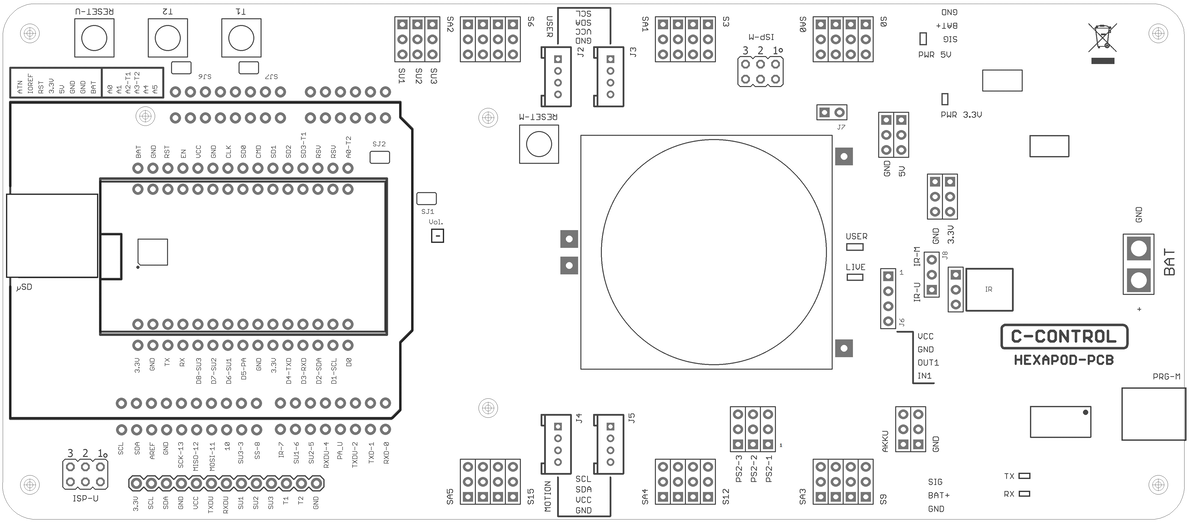 RESET-U
T2
T1
SJ6
SJ7
ATN
IOREF
RST
3.3V
5V
GND
GND
BAT
A0
A1
A2-T1
A3-T2
A4
A5
SU1
SU2
SU3
SA2
S6
USER
SCL
SDA
VCC
GND
J2
J3
SA1
S3
ISP-M
3 2 1
SA0
S0
GND
BAT+
SIG
PWR 5V
PWR 3.3V
RESET-M
J7
GND
5V
GND
3.3V
BAT
GND
RST
EN
VCC
GND
CLK
SD0
CMD
SD1
SD2
SD3-T1
RSV
RSV
A0-T2
SJ2
SJ1
Vol.
µSD
USER
LIVE
IR-M
IR-U
J8
IR
1
J6
VCC
GND
OUT1
IN1
GND
BAT
+
C-CONTROL
HEXAPOD-PCB
PRG-M
3.3V
GND
TX
RX
D8-SU3
D7-SU2
D6-SU1
D5-PA
GND
3.3V
D4-TXD
D3-RXD
D2-SDA
D1-SCL
D0
SCL
SDA
AREF
GND
SCK-13
MISO-12
MOSI-11
10
SU3-3
SS-8
IR-7
SU1-6
SU2-5
RXDU-4
PA_U
TXDU-2
TXD-1
RXD-0
3 2 1
ISP-U
3.3V
SCL
SDA
GND
VCC
TXDU
RXDU
SU1
SU2
SU3
T1
T2
GND
SA5
S15
J4
J5
MOTION
SCL
SDA
VCC
GND
SA4
S12
PS2-3
PS2-2
PS2-1
SA3
S9
AKKU
GND
SIG
BAT+
GND
TX
RX